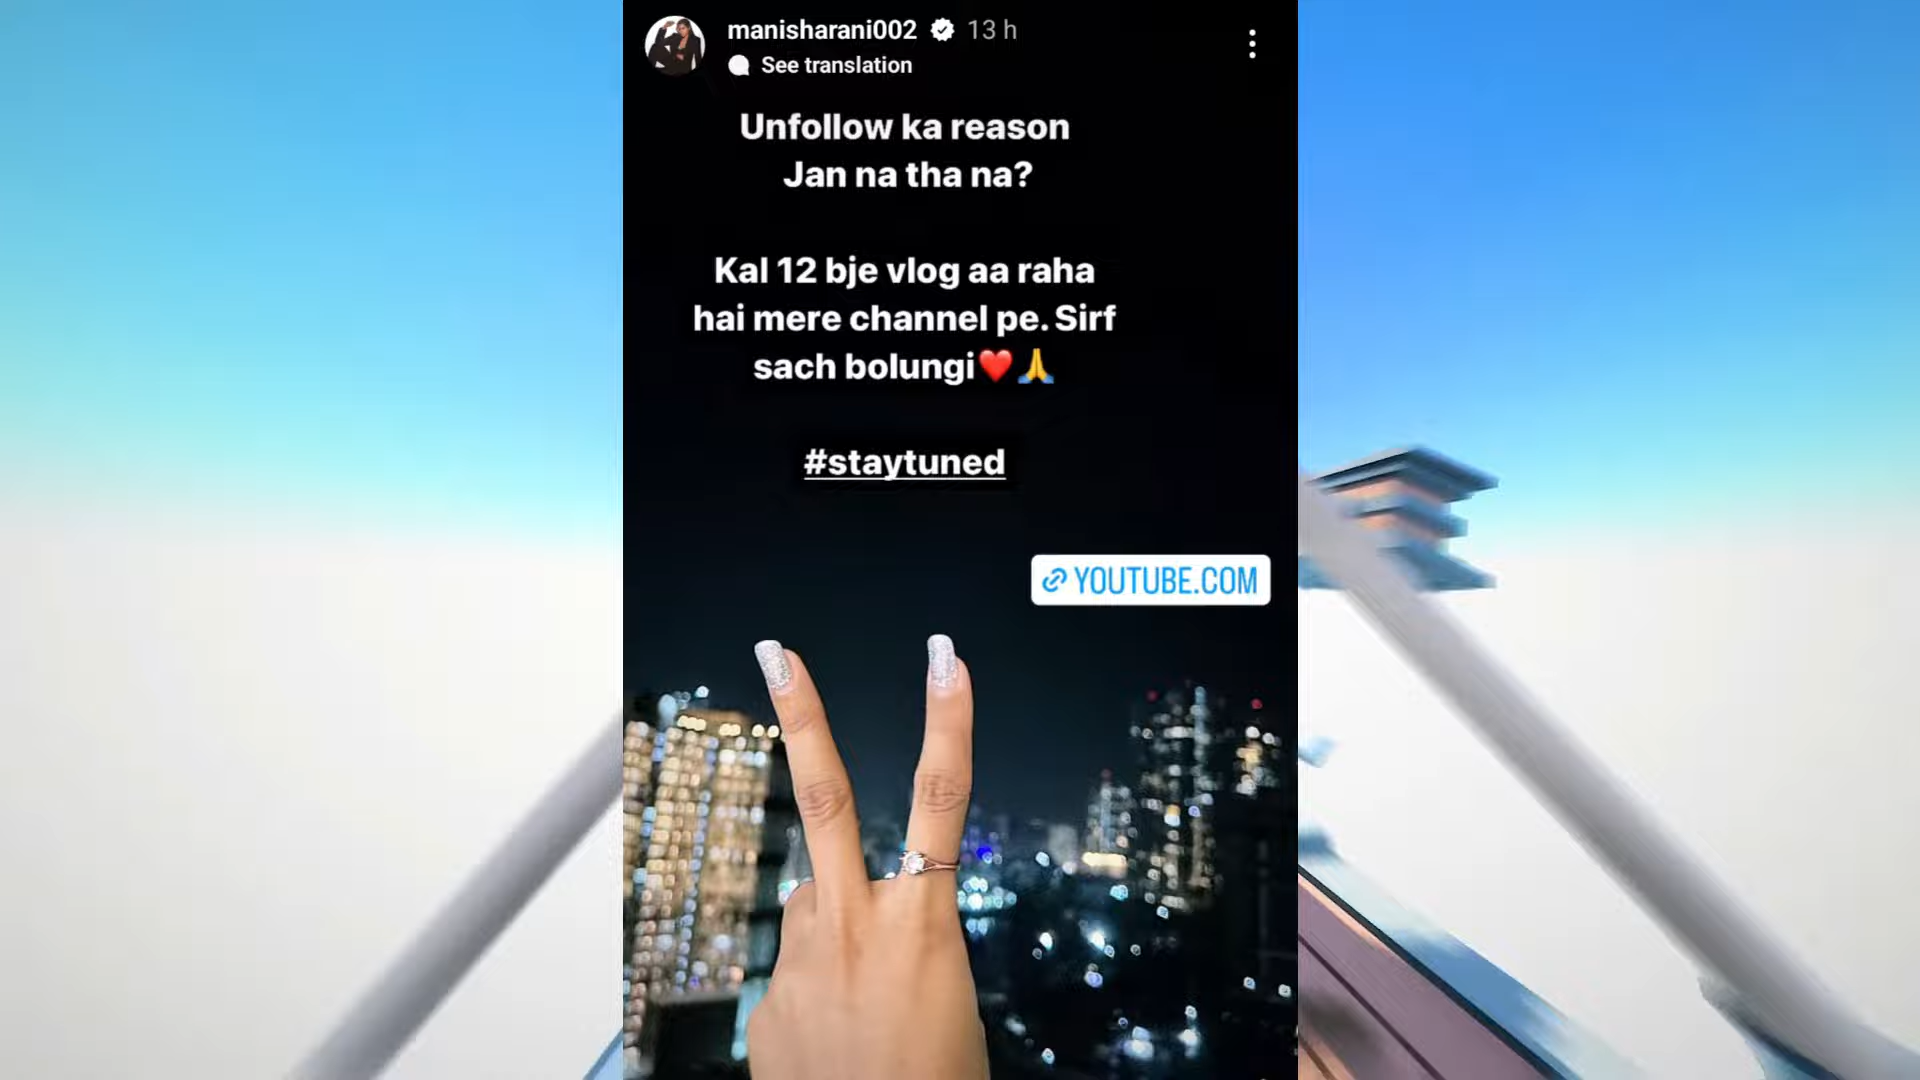 manisharani002 13 h
See translation
Unfollow ka reason
Jan na tha na?
Kal 12 bje vlog aa raha
hai mere channel pe. Sirf
sach bolungi❤️🙏
#staytuned
YOUTUBE.COM